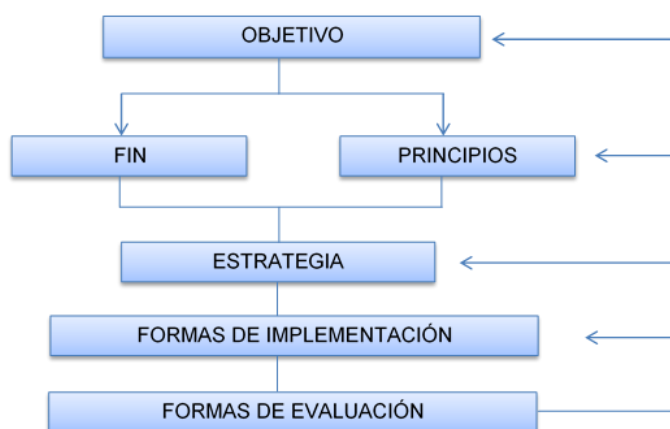 OBJETIVO
FIN
PRINCIPIOS
ESTRATEGIA
FORMAS DE IMPLEMENTACIÓN
FORMAS DE EVALUACIÓN